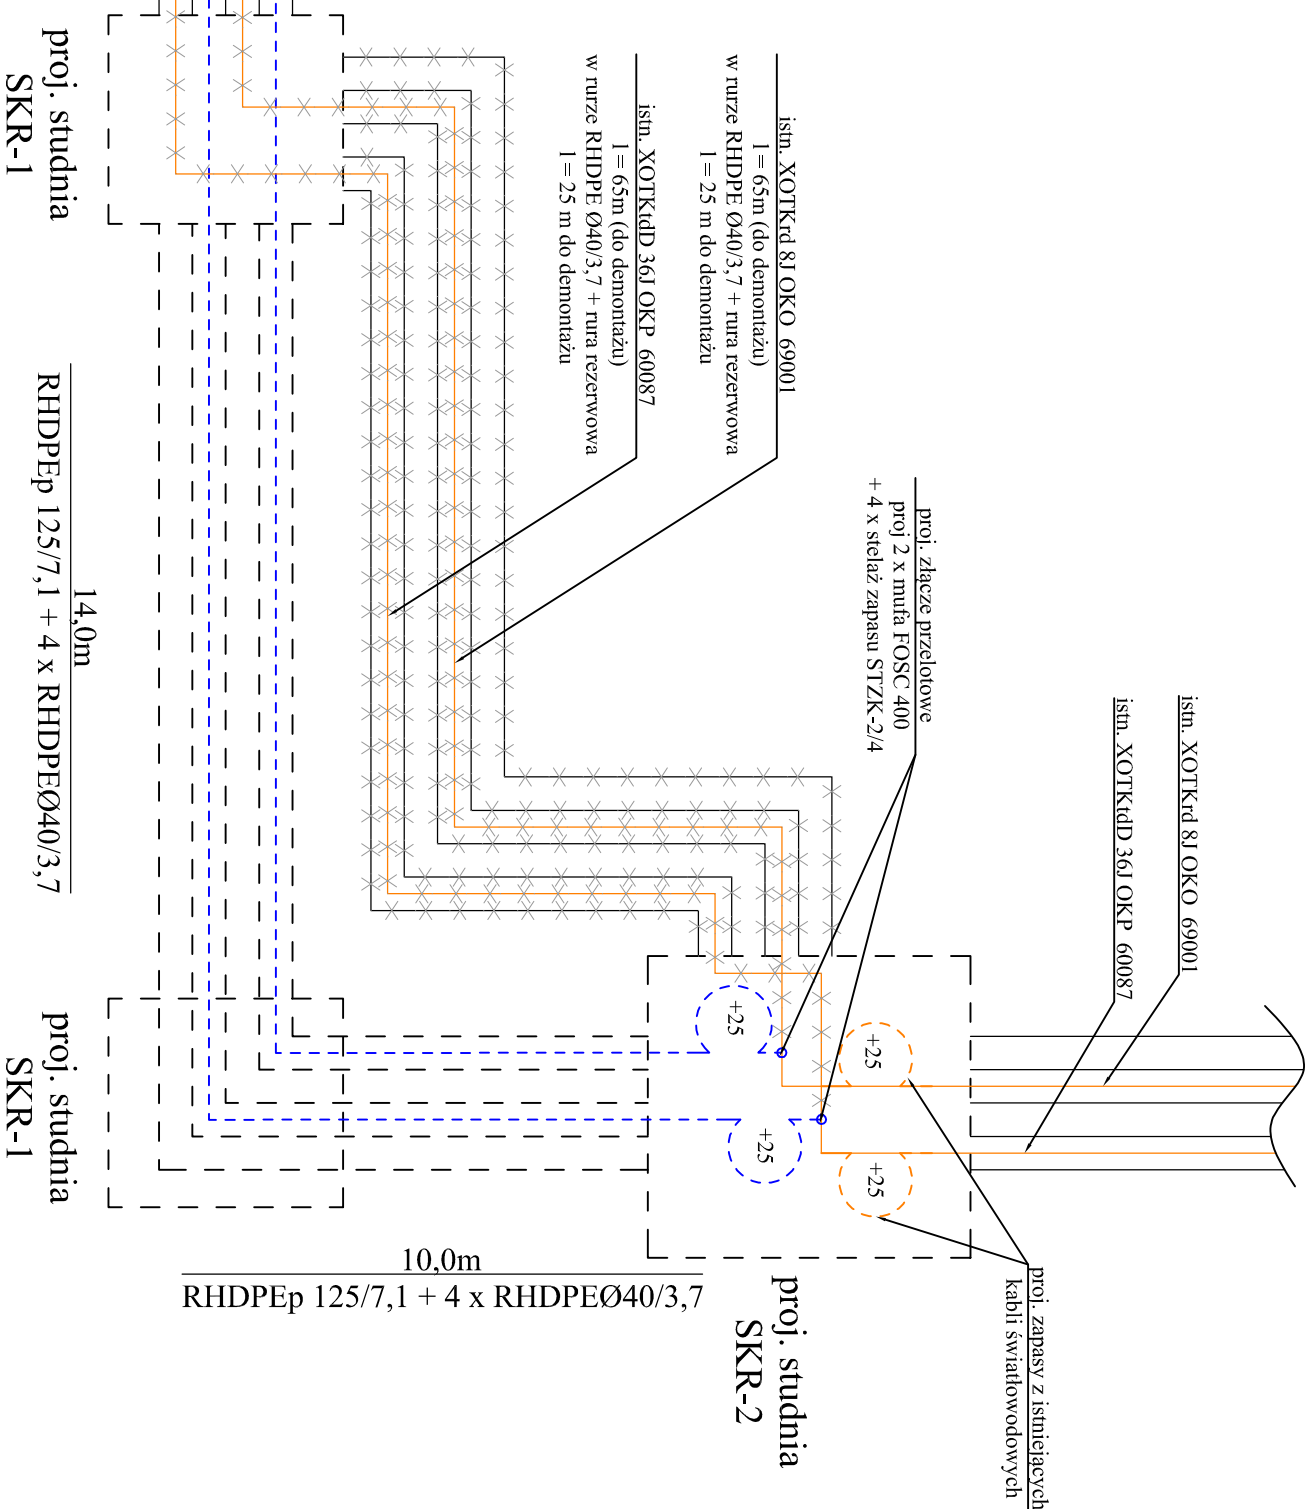 proj. studnia
SKR-1
istn. XOTKtdD 36J OKP  60087
l= 65m (do demontażu)
w rurze RHDPE Ø40/3,7 + rura rezerwowa
l= 25 m do demontażu
istn. XOTKrd 8J OKO  69001
l= 65m (do demontażu)
w rurze RHDPE Ø40/3,7 + rura rezerwowa
l= 25 m do demontażu
proj. złącze przelotowe
proj 2 x mufa FOSC 400
+ 4 x stelaż zapasu STZK-2/4
istn. XOTKrd 8J OKO  69001
istn. XOTKtdD 36J OKP  60087
14,0m
RHDPEp 125/7,1 + 4 x RHDPEØ40/3,7
+25
+25
+25
+25
proj. studnia
SKR-1
10,0m
RHDPEp 125/7,1 + 4 x RHDPEØ40/3,7
proj. studnia
SKR-2
proj. zapasy z istniejących
kabli światłowodowych